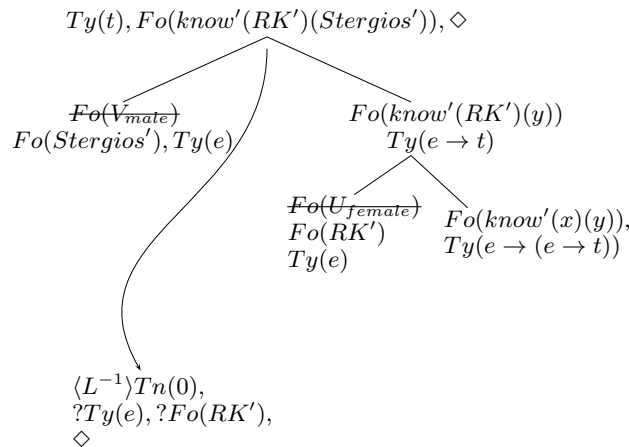 Ty(t), Fo(know′(RK′)(Stergios′)), ◇
Fo(V_male)
Fo(Stergios′), Ty(e)
Fo(know′(RK′)(y))
Ty(e → t)
Fo(U_female)
Fo(RK′)
Ty(e)
Fo(know′(x)(y)),
Ty(e → (e → t))
⟨L⁻¹⟩Tn(0),
?Ty(e), ?Fo(RK′),
◇